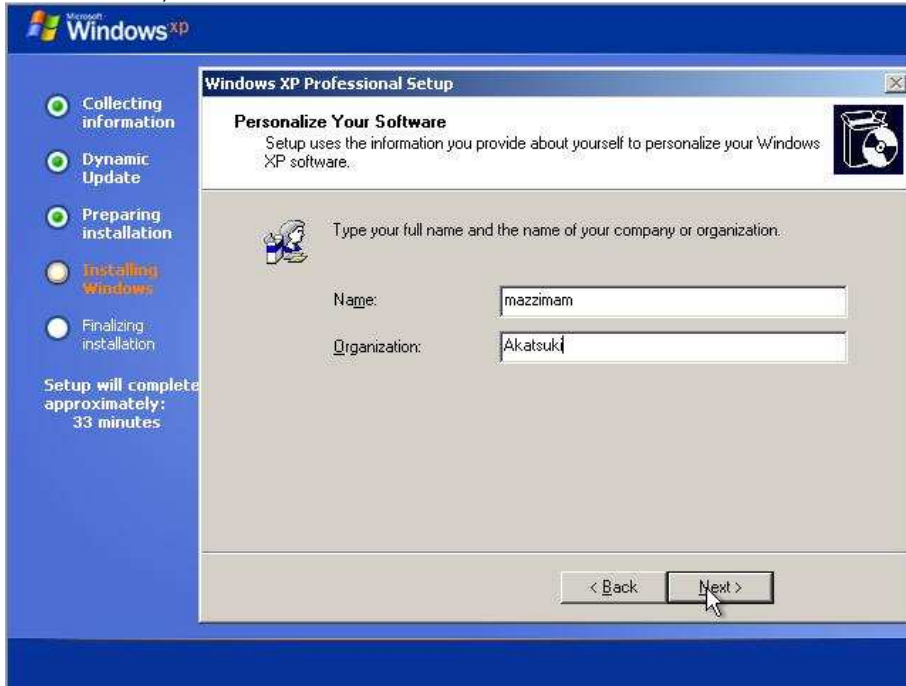 Microsoft
Windows xp
Collecting
information
Dynamic
Update
Preparing
installation
Installing
Windows
Finalizing
installation
Setup will complete
approximately:
33 minutes
Windows XP Professional Setup
Personalize Your Software
Setup uses the information you provide about yourself to personalize your Windows
XP software.
Type your full name and the name of your company or organization.
Name: mazzimam
Organization: Akatsuki
< Back Next >